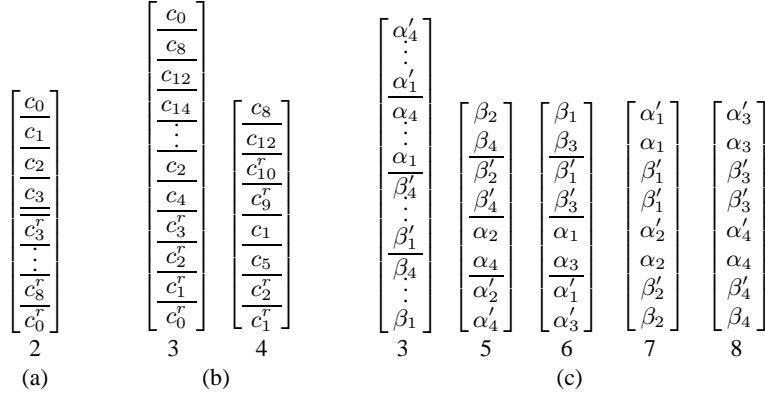 c_0
c_1
c_2
c_3
c_3^r
⋮
c_8^r
c_0^r
2
(a)
c_0
c_8
c_12
c_14
⋮
c_2
c_4
c_3^r
c_2^r
c_1^r
c_0^r
3
c_8
c_12
c_10^r
c_9^r
c_1
c_5
c_2^r
c_1^r
4
(b)
α′_4
⋮
α′_1
α_4
⋮
α_1
β′_4
⋮
β′_1
β_4
⋮
β_1
3
β_2
β_4
β′_2
β′_4
α_2
α_4
α′_2
α′_4
5
β_1
β_3
β′_1
β′_3
α_1
α_3
α′_1
α′_3
6
α′_1
α_1
β′_1
β′_1
α′_2
α_2
β′_2
β_2
7
α′_3
α_3
β′_3
β′_3
α′_4
α_4
β′_4
β_4
8
(c)